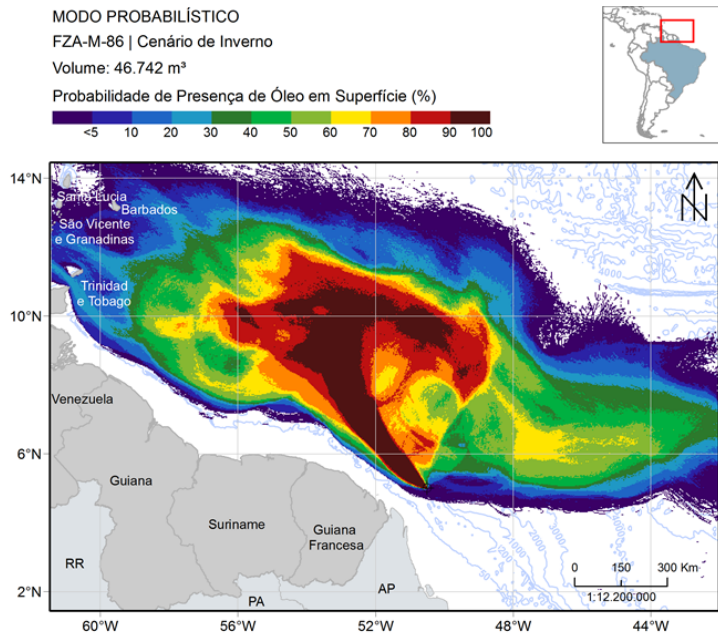 MODO PROBABILÍSTICO
FZA-M-86 | Cenário de Inverno
Volume: 46.742 m³
Probabilidade de Presença de Óleo em Superfície (%)
<5 10 20 30 40 50 60 70 80 90 100
14°N
10°N
6°N
2°N
Santa Lucia
Barbados
São Vicente
e Granadinas
Trinidad
e Tobago
N
Venezuela
Guiana
Suriname
Guiana
Francesa
RR
PA
AP
0 150 300 Km
1:12.200.000
60°W 56°W 52°W 48°W 44°W